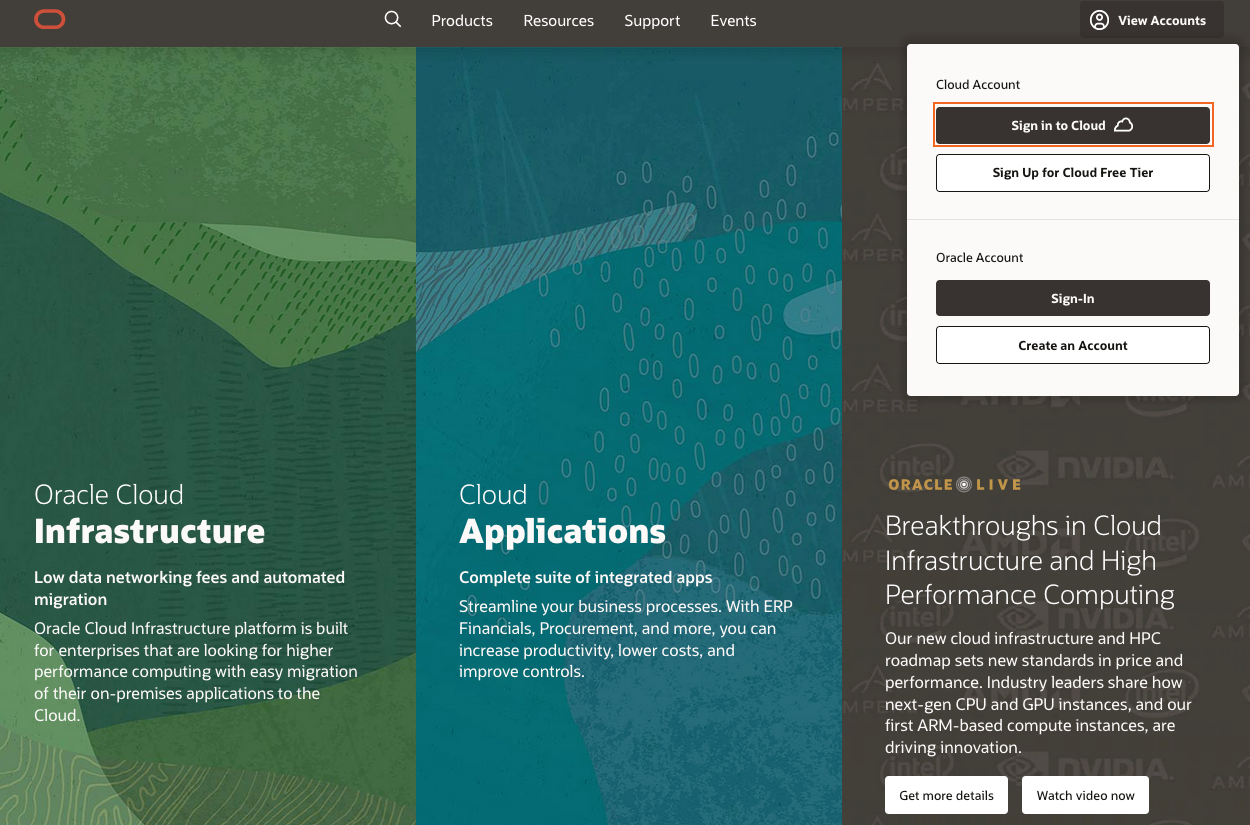 Products
Resources
Support
Events
View Accounts
Cloud Account
Sign in to Cloud
Sign Up for Cloud Free Tier
Oracle Account
Sign-In
Create an Account
Oracle Cloud
Infrastructure
Low data networking fees and automated
migration
Oracle Cloud Infrastructure platform is built
for enterprises that are looking for higher
performance computing with easy migration
of their on-premises applications to the
Cloud.
Cloud
Applications
Complete suite of integrated apps
Streamline your business processes. With ERP
Financials, Procurement, and more, you can
increase productivity, lower costs, and
improve controls.
ORACLE LIVE
Breakthroughs in Cloud
Infrastructure and High
Performance Computing
Our new cloud infrastructure and HPC
roadmap sets new standards in price and
performance. Industry leaders share how
next-gen CPU and GPU instances, and our
first ARM-based compute instances, are
driving innovation.
Get more details
Watch video now
intel
NVIDIA.
intel
NVIDIA.
intel
NVIDIA.